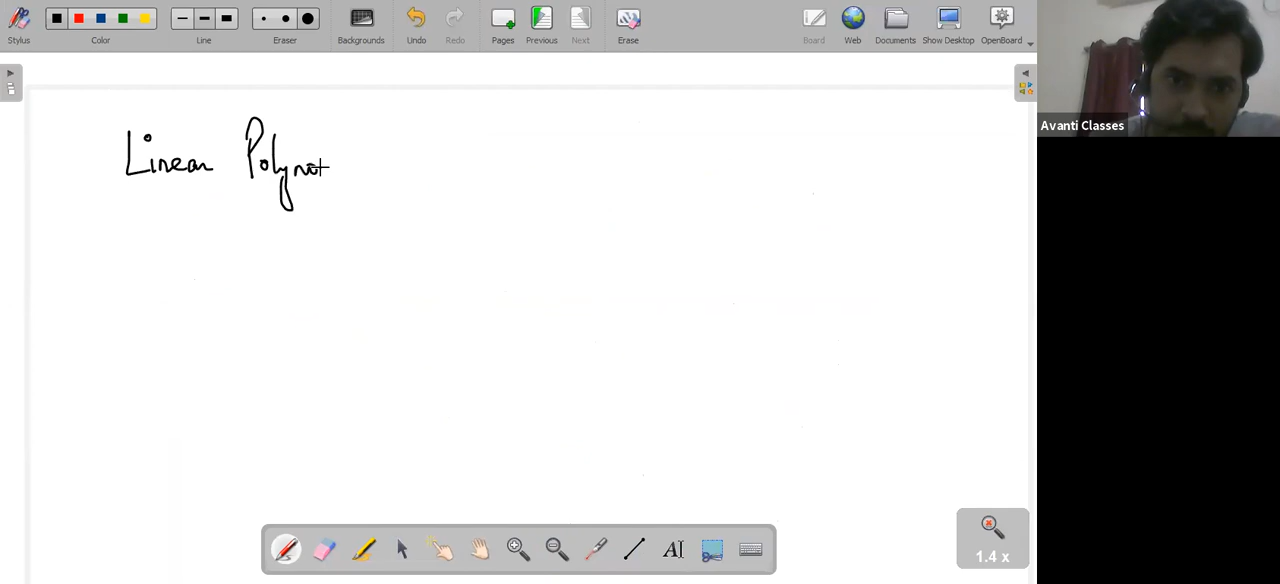 Stylus
Color
Line
Eraser
Backgrounds
Undo
Redo
Pages
Previous
Next
Erase
Board
Web
Documents
Show Desktop
OpenBoard
Avanti Classes
Linear Polyno
1.4 x